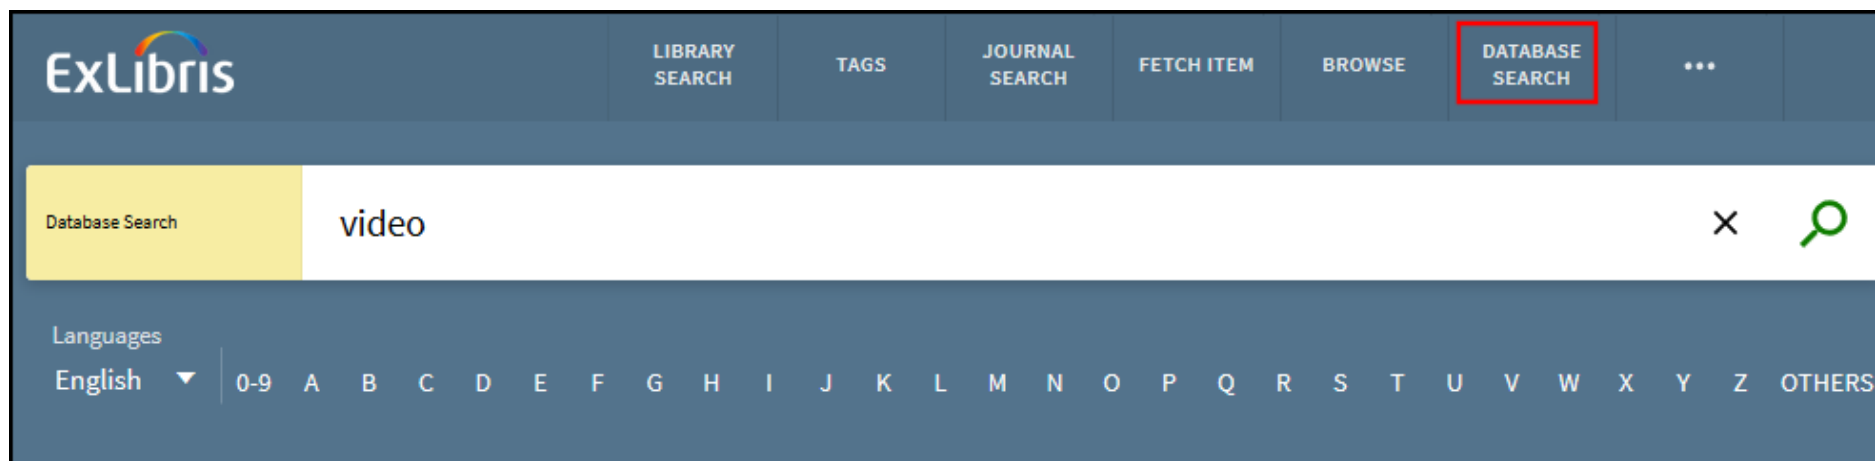 ExLibris
LIBRARY
SEARCH
TAGS
JOURNAL
SEARCH
FETCH ITEM
BROWSE
DATABASE
SEARCH
•••
Database Search
video
Languages
English
0-9 A B C D E F G H I J K L M N O P Q R S T U V W X Y Z OTHERS